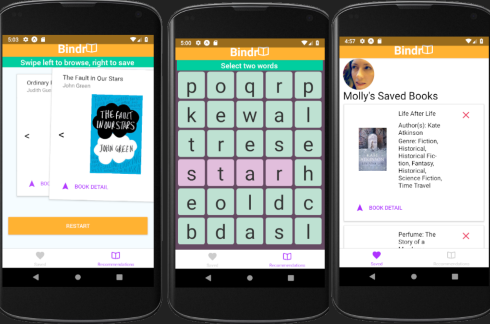 5:03
Bindr
Swipe left to browse, right to save
Ordinary
Judith Guest
The Fault in Our Stars
John Green
THE FAULT
IN OUR STARS
JOHN GREEN
<
<
BOOK DETAIL
RESTART
Saved
Recommendations
5:00
Bindr
Select two words
p o q r p
k e w a l
t r e s e
s t a r h
e o l d c
b d a s l
Saved
Recommendations
4:57
Bindr
Molly's Saved Books
Life After Life
Author(s): Kate
Atkinson
Genre: Fiction,
Historical,
Historical Fic-
tion, Fantasy,
Historical,
Science Fiction,
Time Travel
BOOK DETAIL
Perfume: The
Story of a
Saved
Recommendations